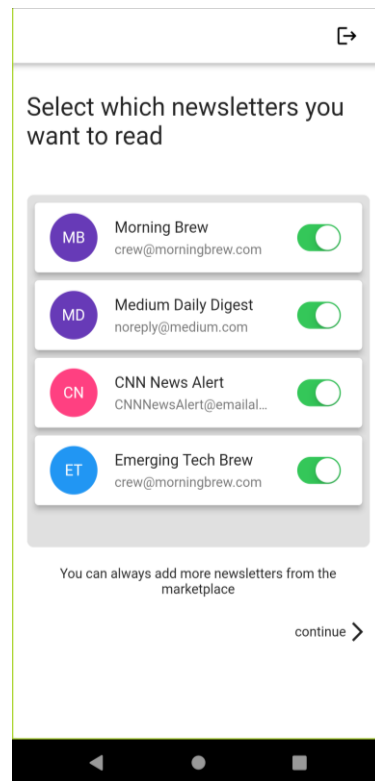 Select which newsletters you
want to read
MB
Morning Brew
crew@morningbrew.com
MD
Medium Daily Digest
noreply@medium.com
CN
CNN News Alert
CNNNewsAlert@emailal...
ET
Emerging Tech Brew
crew@morningbrew.com
You can always add more newsletters from the
marketplace
continue